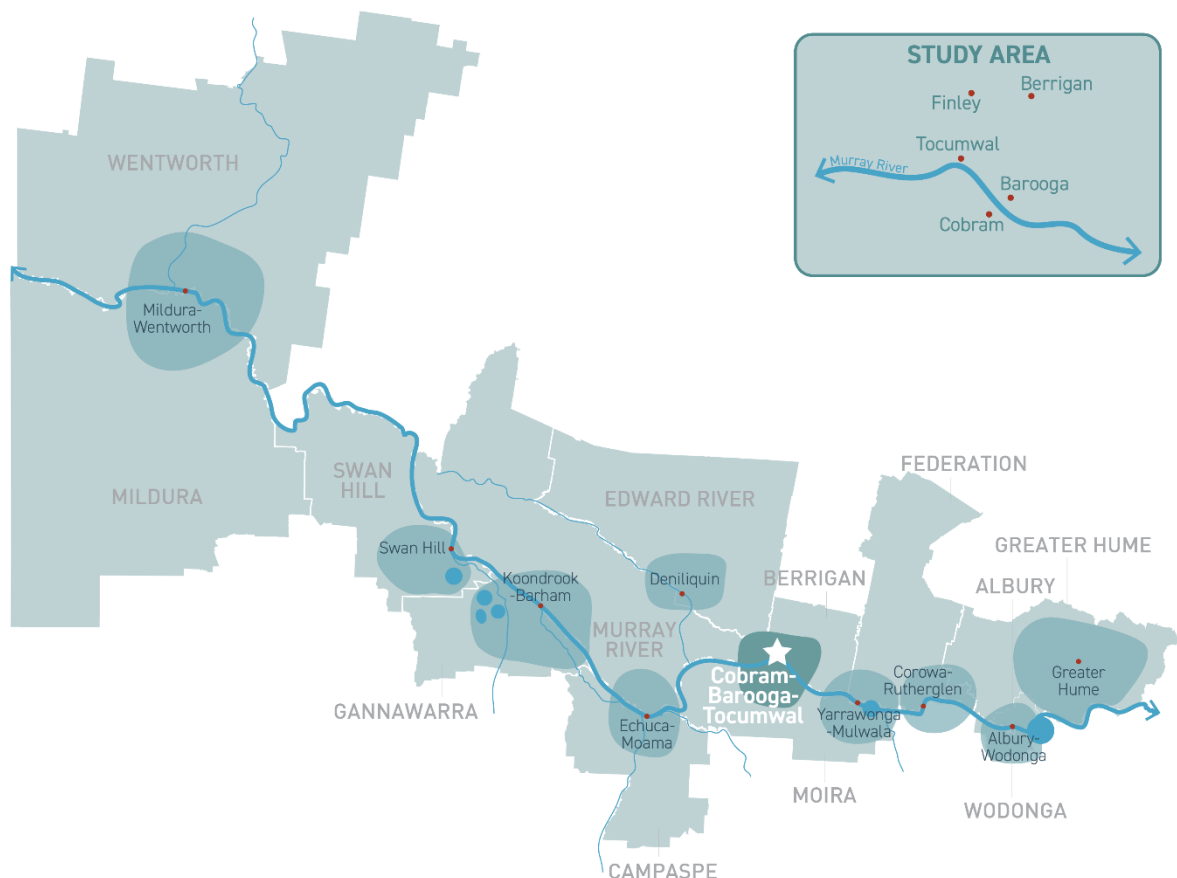 STUDY AREA
Berrigan
Finley
Tocumwal
Murray River
Barooga
Cobram
WENTWORTH
Mildura-
Wentworth
MILDURA
SWAN
HILL
EDWARD RIVER
FEDERATION
GREATER HUME
ALBURY
BERRIGAN
Swan Hill
Koondrook
-Barham
Deniliquin
MURRAY
RIVER
Cobram-
Barooga-
Tocumwal
Corowa-
Rutherglen
Greater
Hume
GANNAWARRA
Echuca-
Moama
Yarrawonga
-Mulwala
Albury-
Wodonga
MOIRA
WODONGA
CAMPASPE